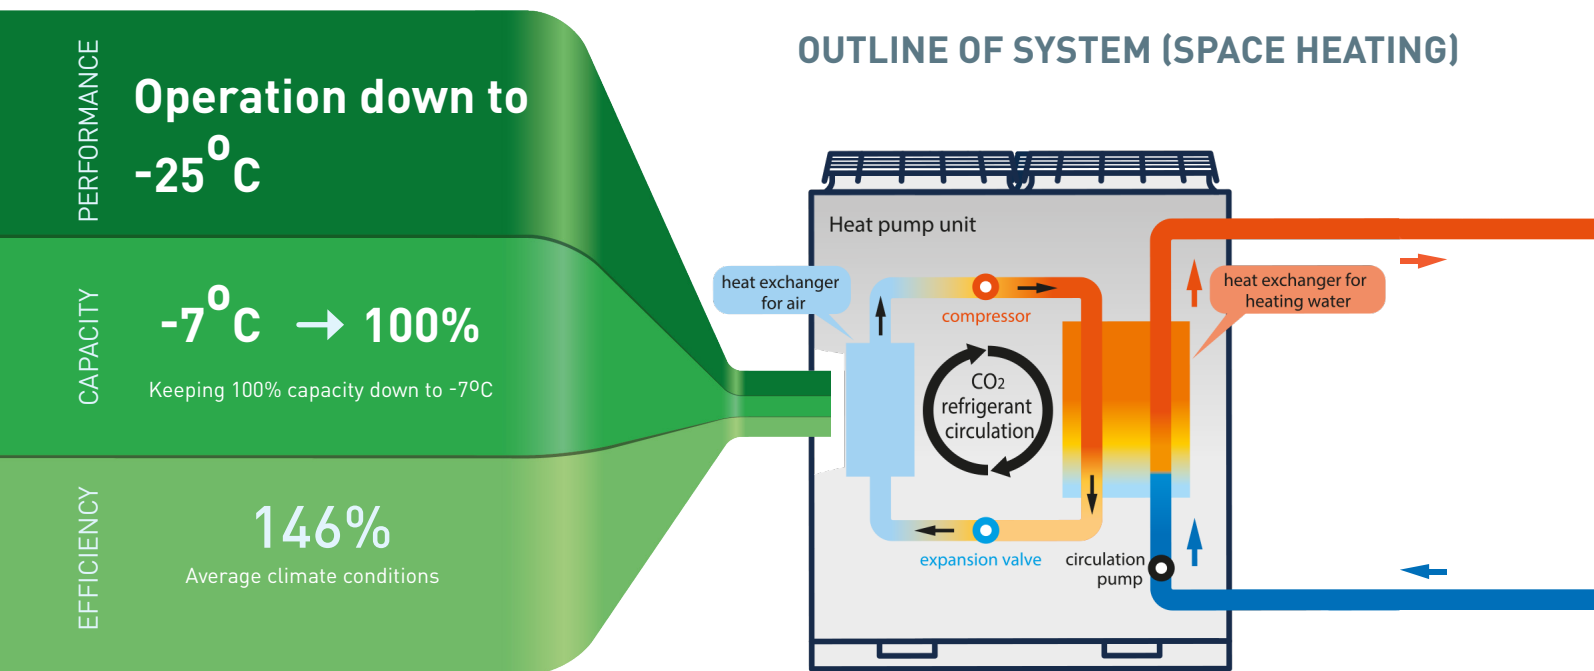 PERFORMANCE
Operation down to
-25°C
CAPACITY
-7°C → 100%
Keeping 100% capacity down to -7ºC
EFFICIENCY
146%
Average climate conditions
OUTLINE OF SYSTEM (SPACE HEATING)
Heat pump unit
heat exchanger
for air
compressor
heat exchanger for
heating water
CO2
refrigerant
circulation
expansion valve
circulation
pump